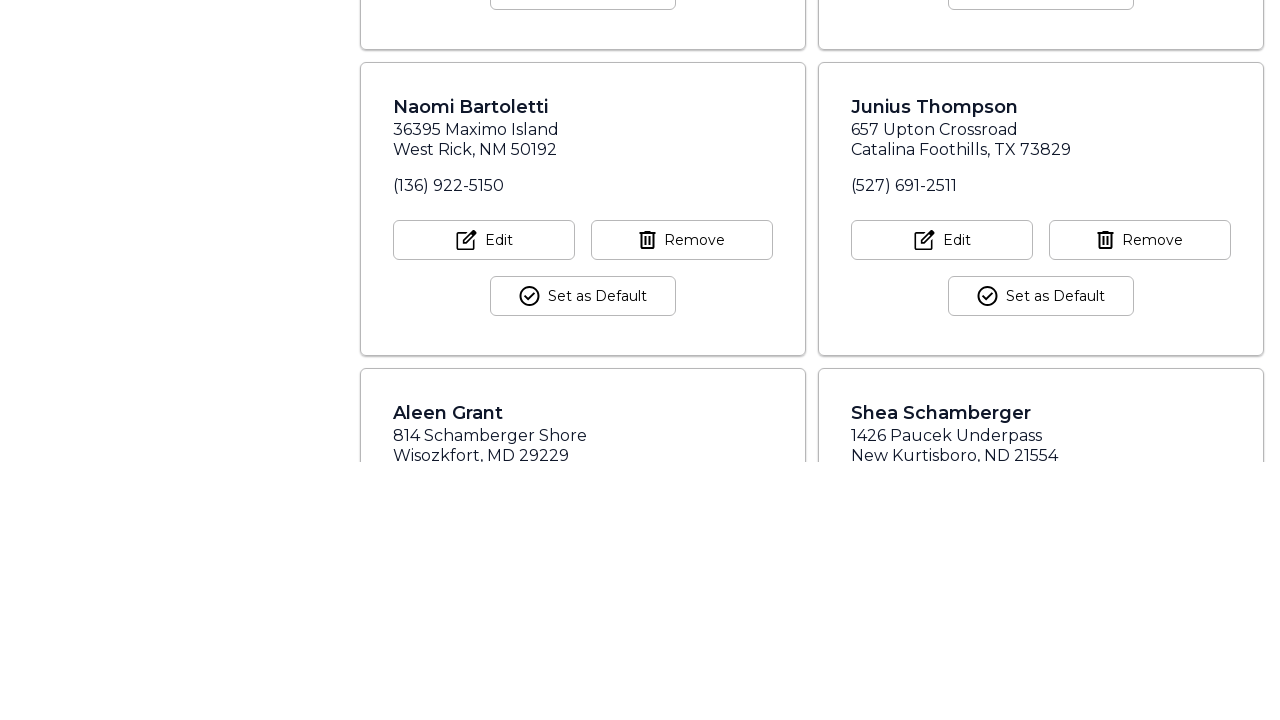 Naomi Bartoletti
36395 Maximo Island
West Rick, NM 50192
(136) 922-5150
Edit
Remove
Set as Default
Junius Thompson
657 Upton Crossroad
Catalina Foothills, TX 73829
(527) 691-2511
Edit
Remove
Set as Default
Aleen Grant
814 Schamberger Shore
Wisozkfort, MD 29229
Shea Schamberger
1426 Paucek Underpass
New Kurtisboro, ND 21554